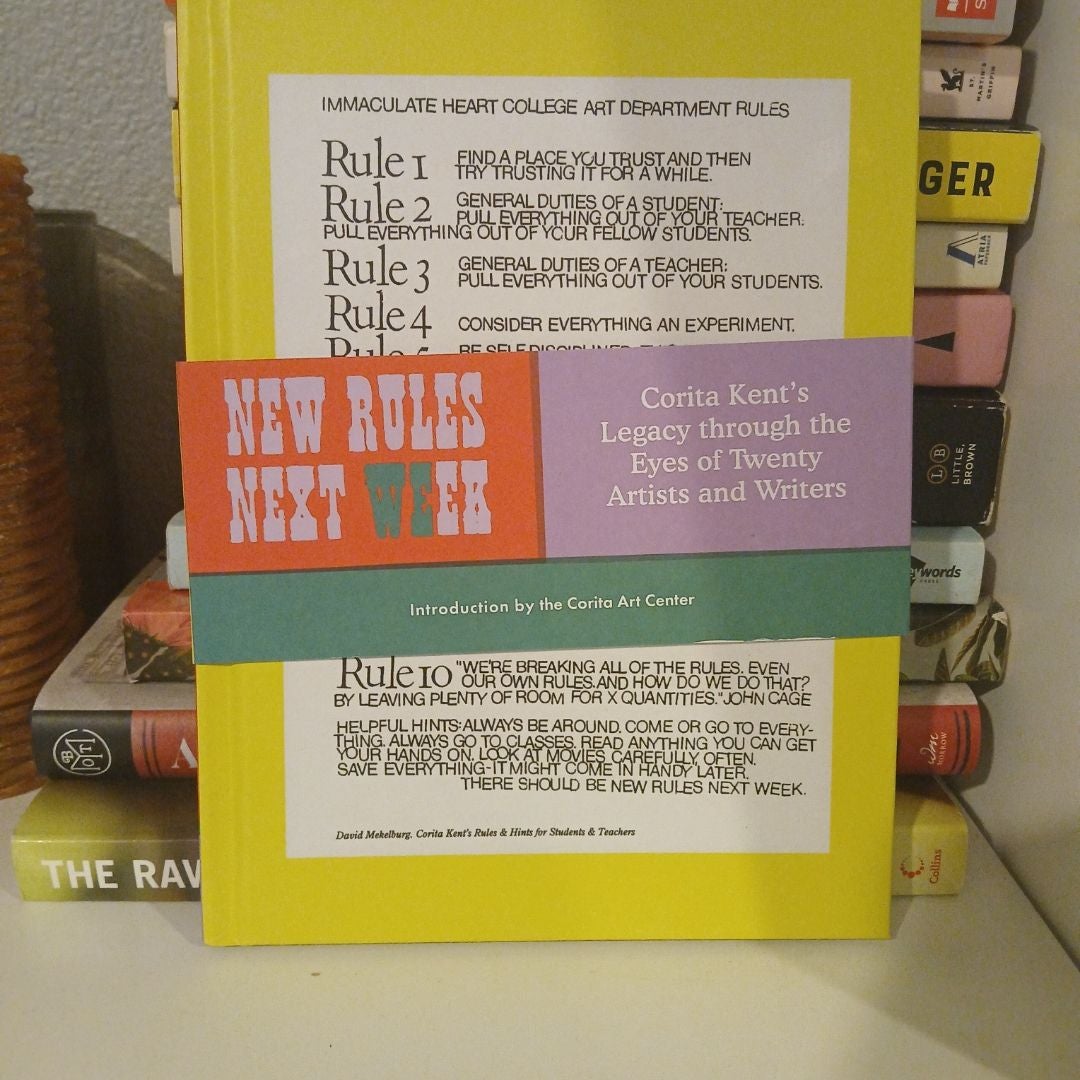 IMMACULATE HEART COLLEGE ART DEPARTMENT RULES
Rule 1 FIND A PLACE YOU TRUST AND THEN
TRY TRUSTING IT FOR A WHILE.
Rule 2 GENERAL DUTIES OF A STUDENT:
PULL EVERYTHING OUT OF YOUR TEACHER:
PULL EVERYTHING OUT OF YOUR FELLOW STUDENTS.
Rule 3 GENERAL DUTIES OF A TEACHER:
PULL EVERYTHING OUT OF YOUR STUDENTS.
Rule 4 CONSIDER EVERYTHING AN EXPERIMENT.
NEW RULES
NEXT WEEK
Corita Kent's
Legacy through the
Eyes of Twenty
Artists and Writers
Introduction by the Corita Art Center
Rule 10 "WE'RE BREAKING ALL OF THE RULES. EVEN
OUR OWN RULES. AND HOW DO WE DO THAT?
BY LEAVING PLENTY OF ROOM FOR X QUANTITIES." JOHN CAGE
HELPFUL HINTS: ALWAYS BE AROUND. COME OR GO TO EVERY-
THING. ALWAYS GO TO CLASSES. READ ANYTHING YOU CAN GET
YOUR HANDS ON. LOOK AT MOVIES CAREFULLY, OFTEN.
SAVE EVERYTHING-IT MIGHT COME IN HANDY LATER.
THERE SHOULD BE NEW RULES NEXT WEEK.
David Mekelburg, Corita Kent's Rules & Hints for Students & Teachers
ST.
MARTIN'S
GRIFFIN
GER
ATRIA
LB
LITTLE,
BROWN
words
BOTM
MORROW
THE RAV
Collins